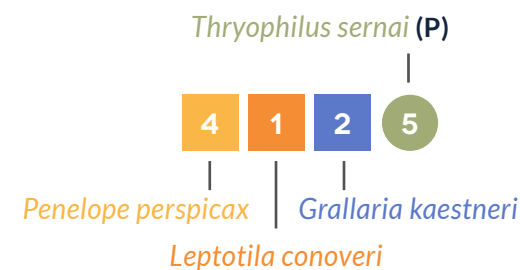 Thryophilus sernai (P)
4 1 2 5
Penelope perspicax Grallaria kaestneri
Leptotila conoveri